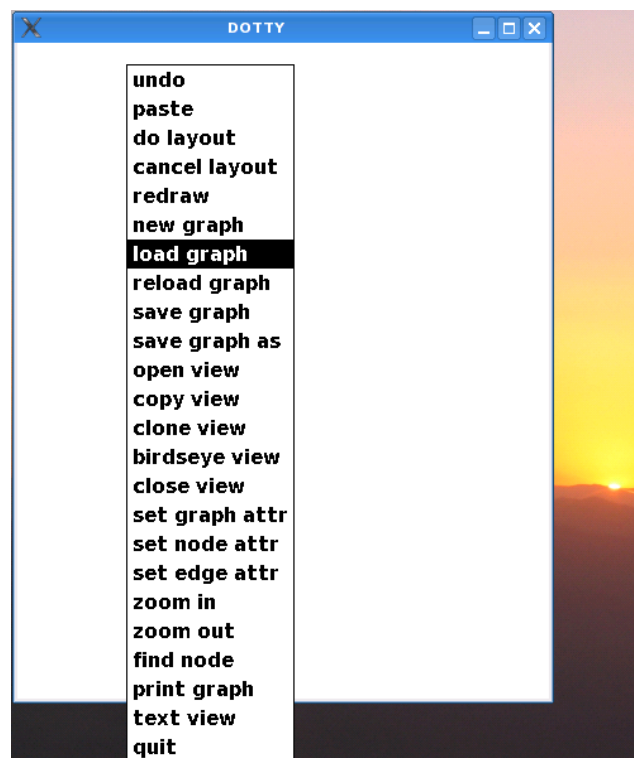 DOTTY
undo
paste
do layout
cancel layout
redraw
new graph
load graph
reload graph
save graph
save graph as
open view
copy view
clone view
birdseye view
close view
set graph attr
set node attr
set edge attr
zoom in
zoom out
find node
print graph
text view
quit